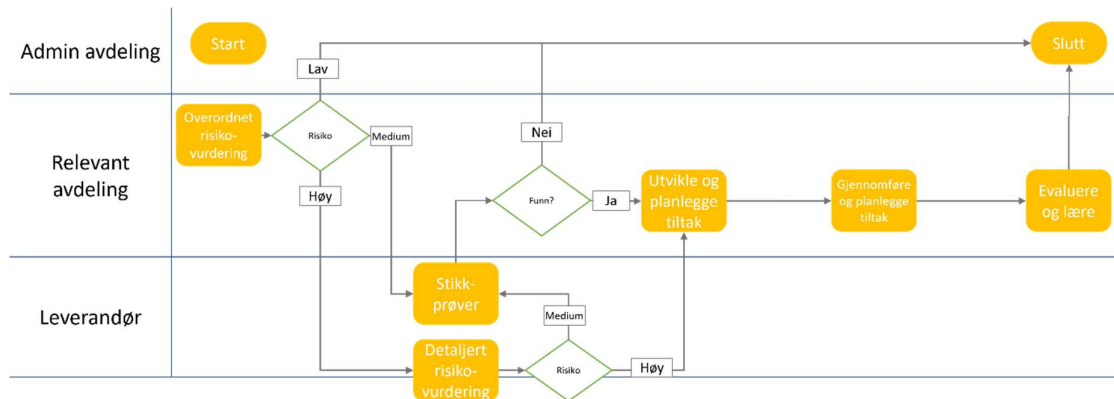 Admin avdeling
Start
Slutt
Lav
Relevant
avdeling
Overordnet
risiko-
vurdering
Risiko
Medium
Høy
Nei
Funn?
Ja
Utvikle og
planlegge
tiltak
Gjennomføre
og planlegge
tiltak
Evaluere
og lære
Leverandør
Stikk-
prøver
Medium
Detaljert
risiko-
vurdering
Risiko
Høy